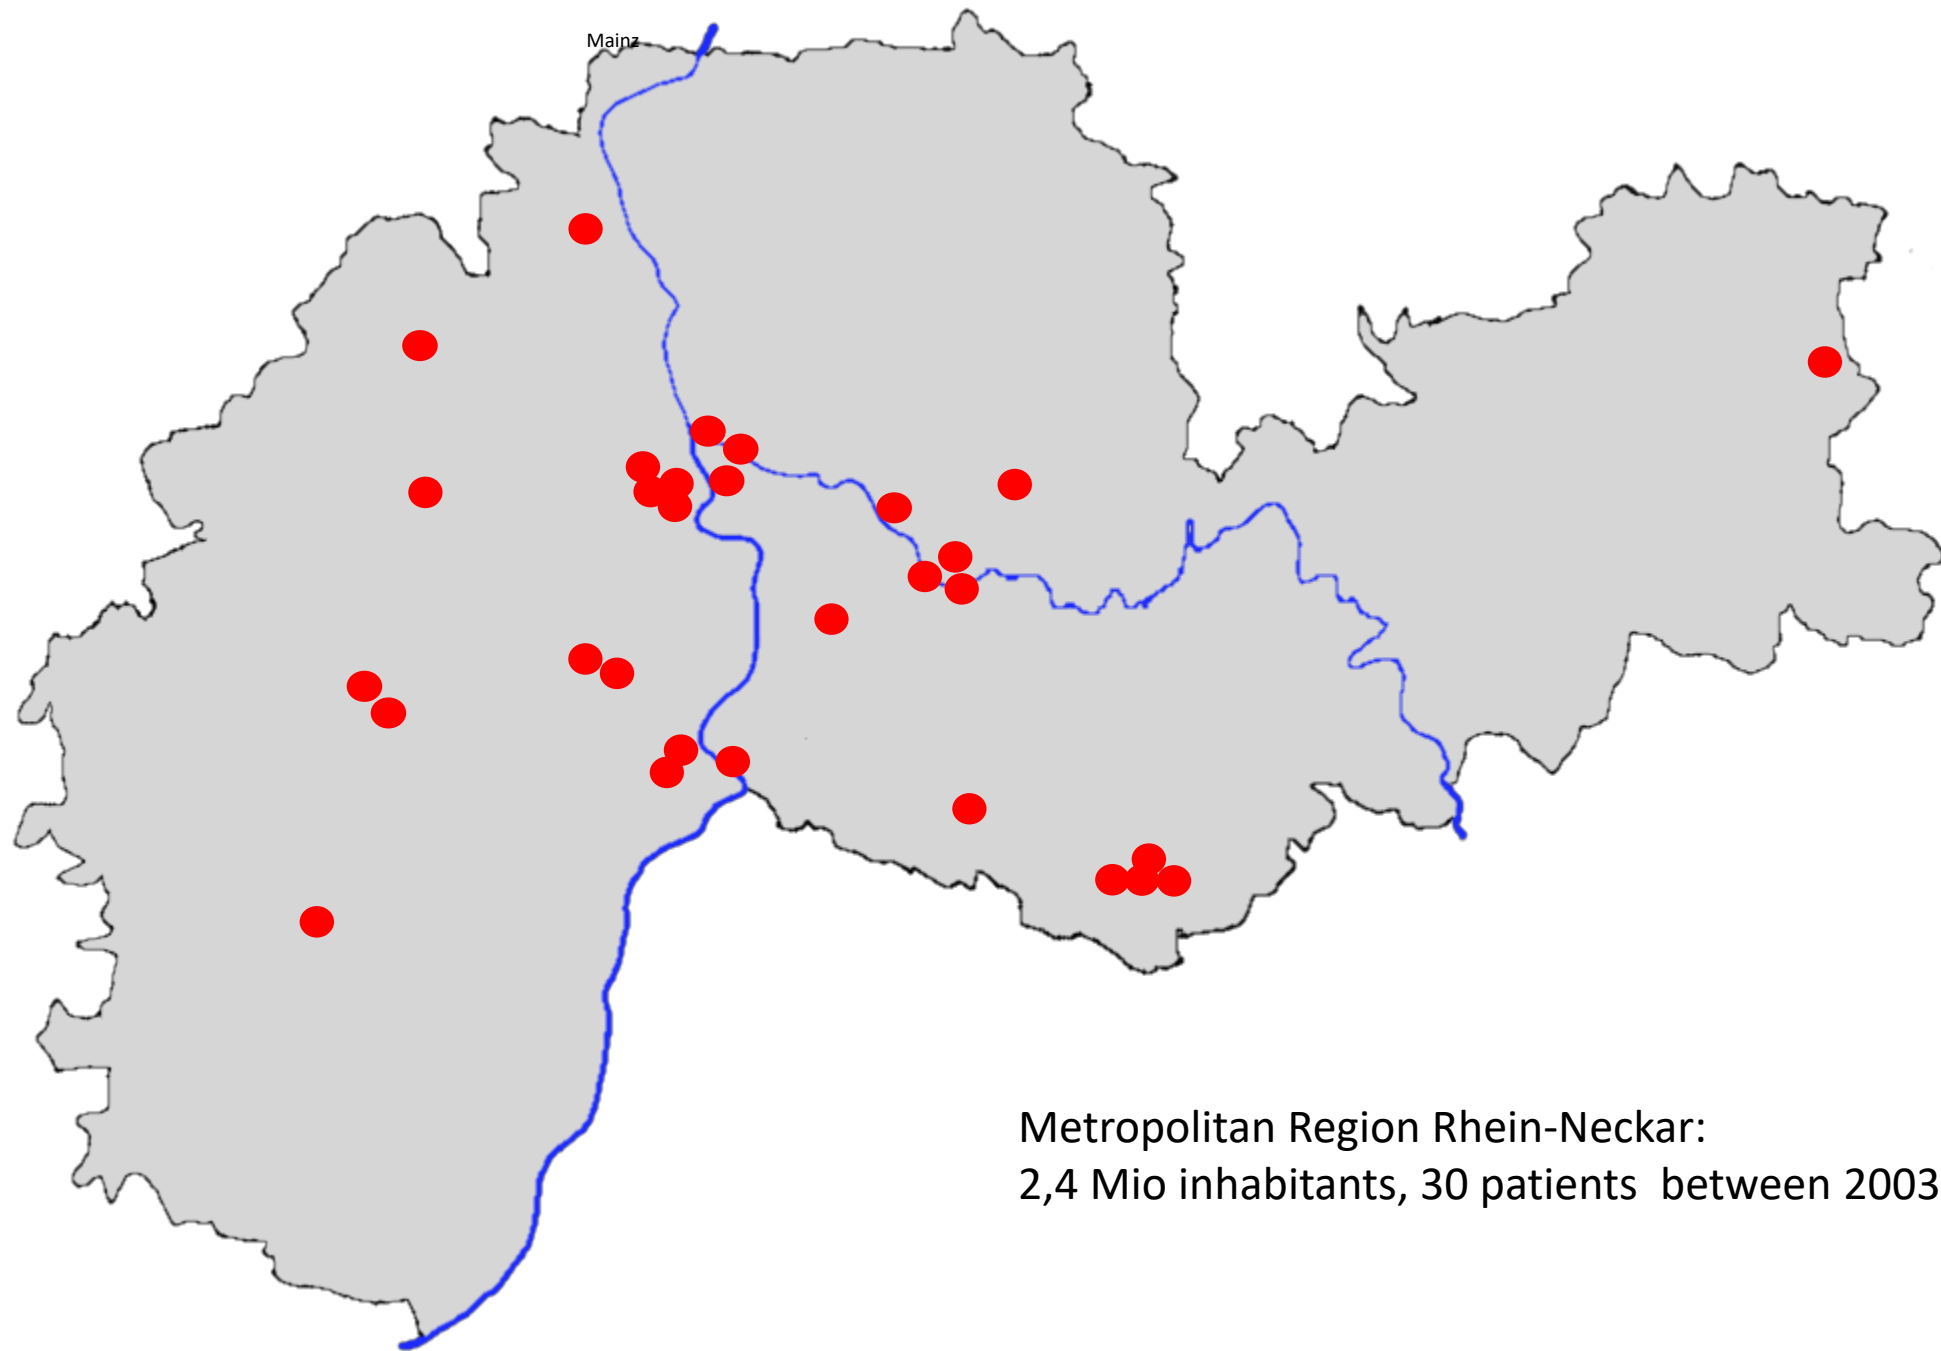 Mainz
Metropolitan Region Rhein-Neckar:
2,4 Mio inhabitants, 30 patients  between 2003